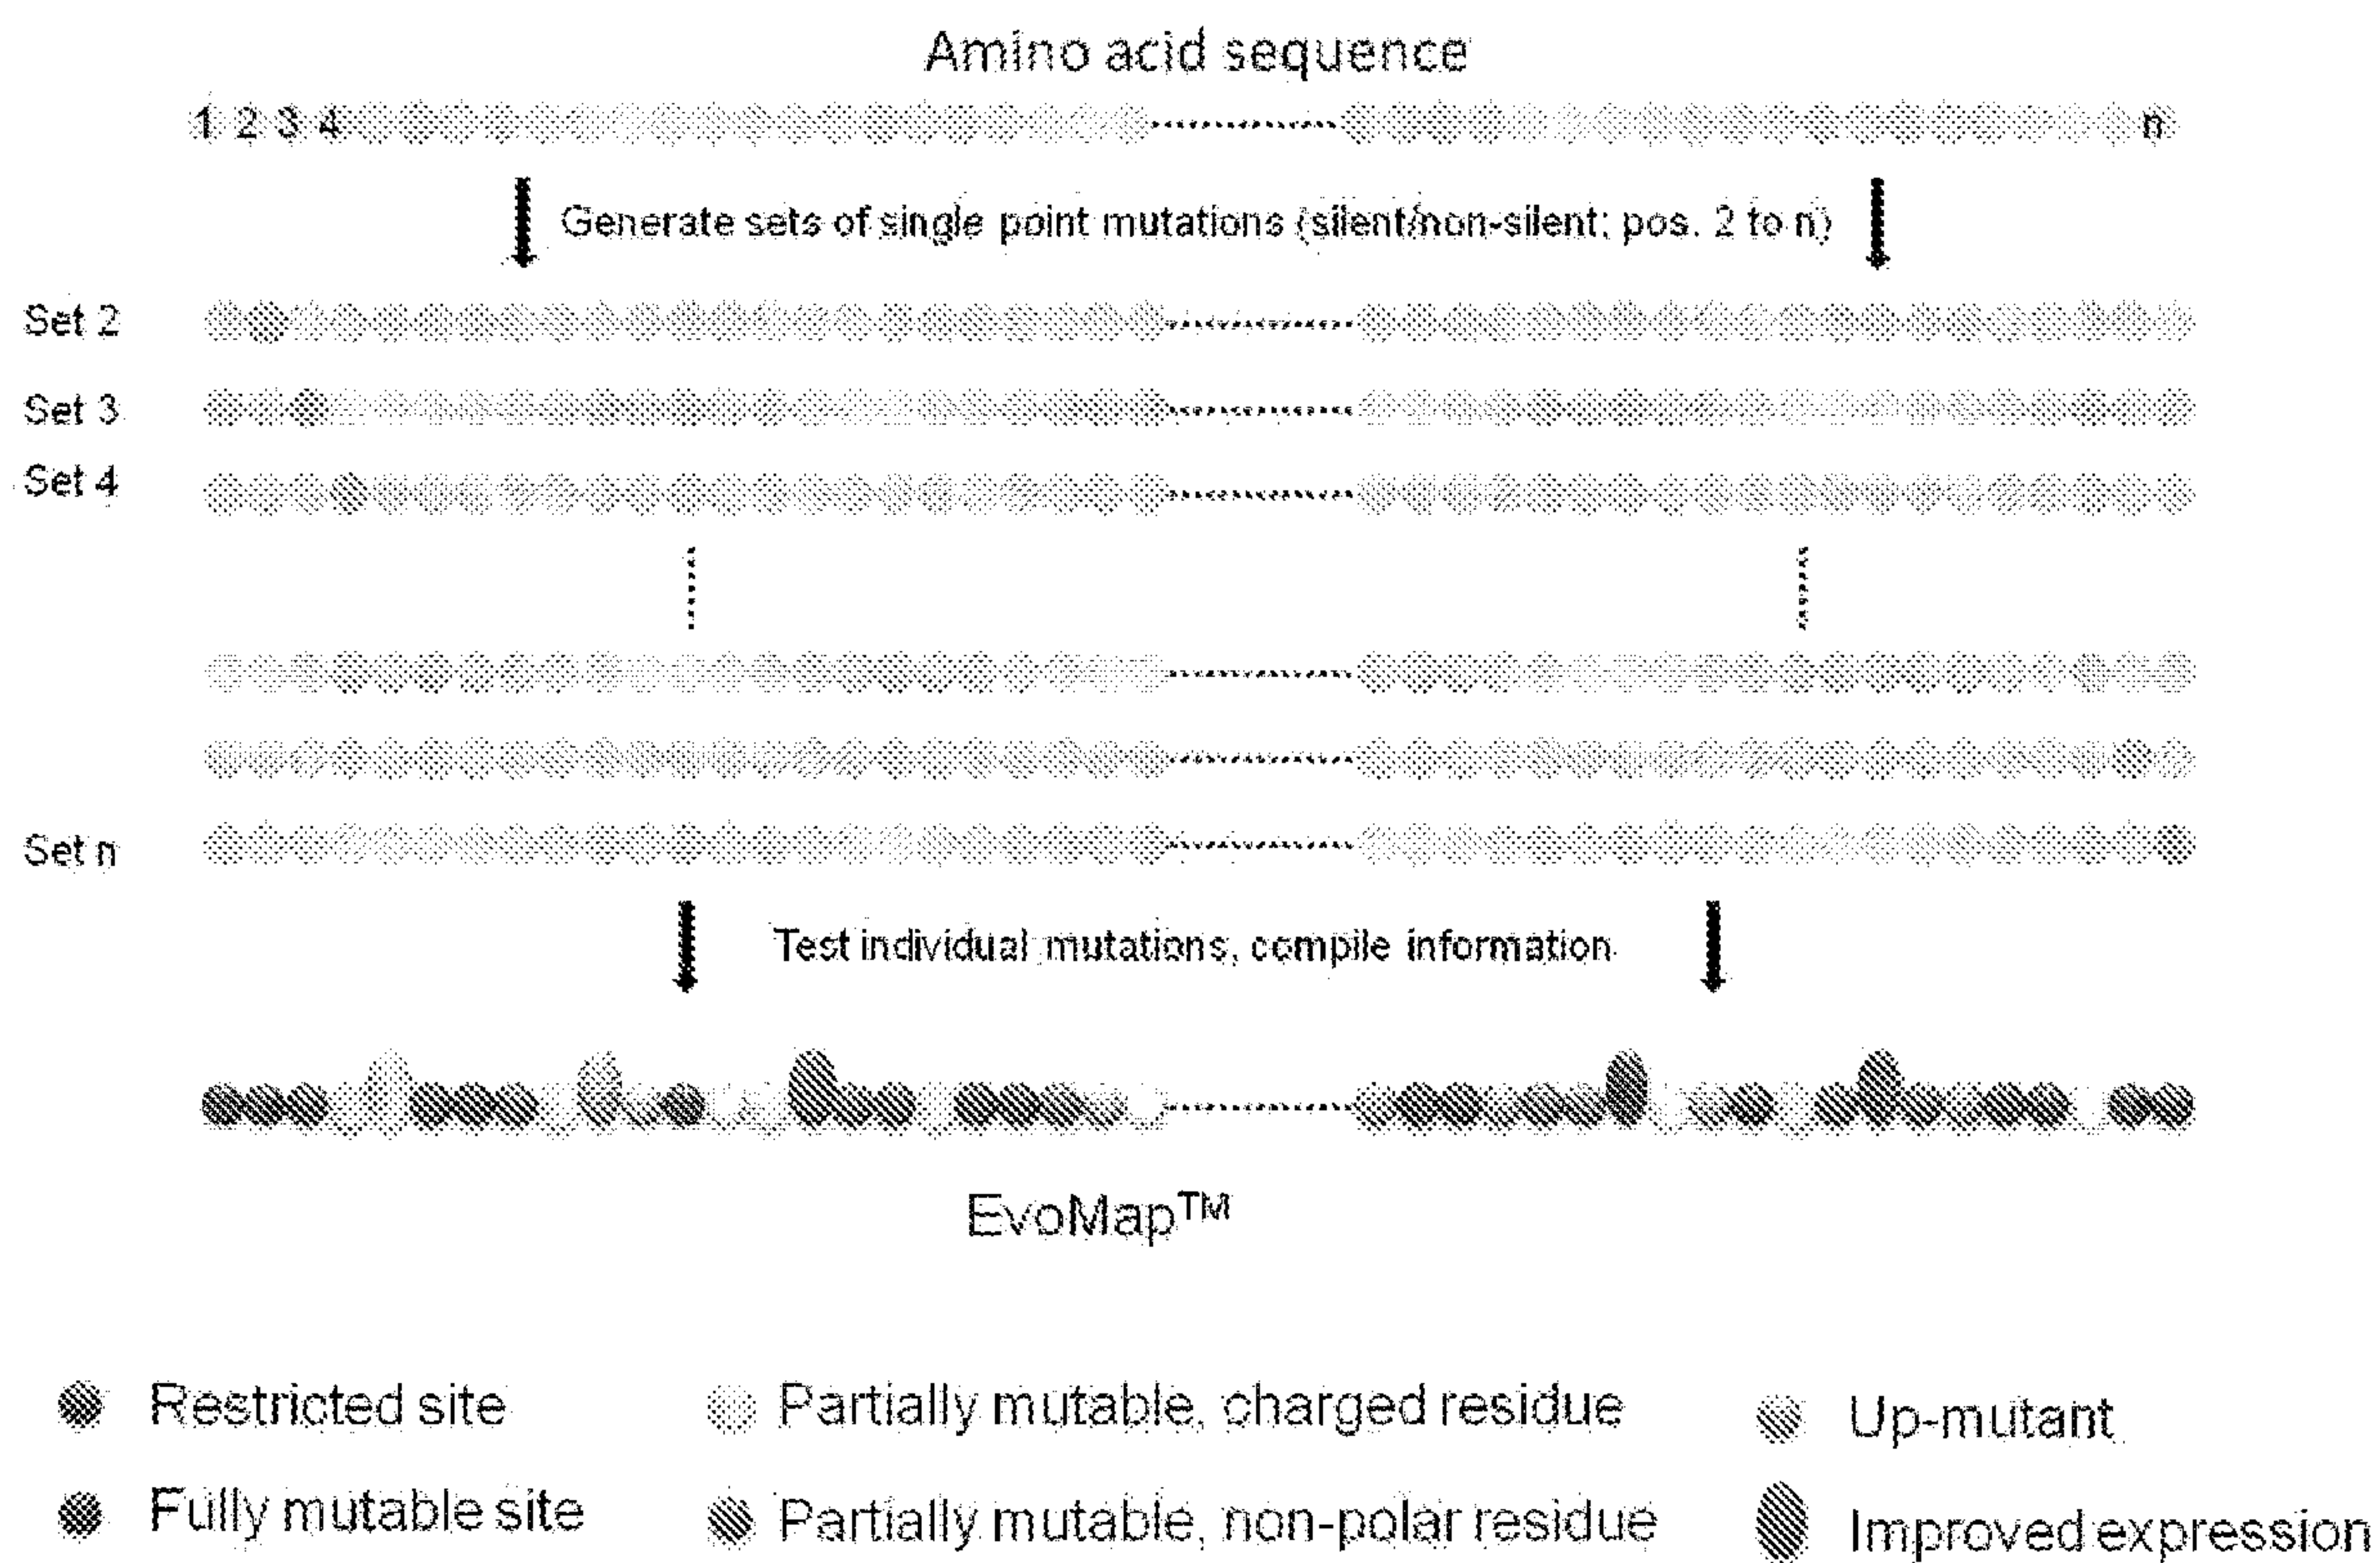 Amino acid sequence
1 2 3 4 n
Generate sets of single point mutations (silent/non-silent; pos. 2 to n)
Set 2
Set 3
Set 4
Set n
Test individual mutations, compile information
EvoMap™
Restricted site
Partially mutable, charged residue
Up-mutant
Fully mutable site
Partially mutable, non-polar residue
Improved expression